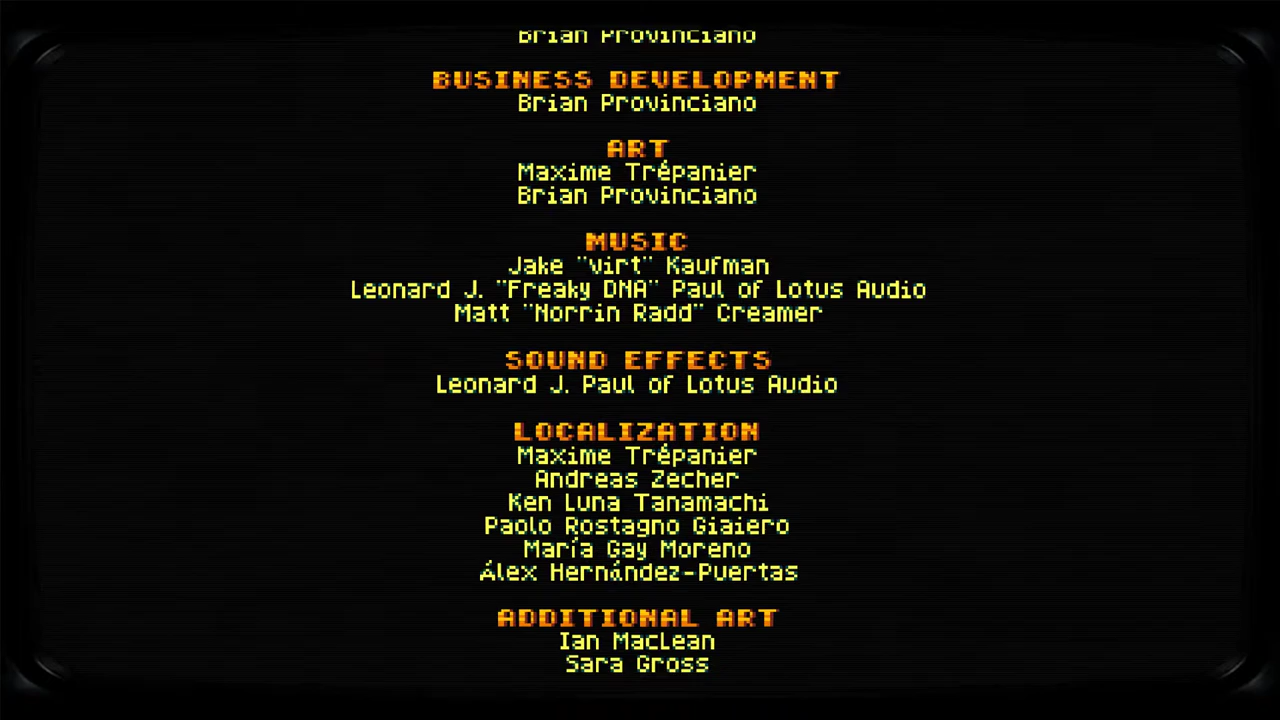 Brian Provinciano
BUSINESS DEVELOPMENT
Brian Provinciano
ART
Maxime Trépanier
Brian Provinciano
MUSIC
Jake "virt" Kaufman
Leonard J. "Freaky DNA" Paul of Lotus Audio
Matt "Norrin Radd" Creamer
SOUND EFFECTS
Leonard J. Paul of Lotus Audio
LOCALIZATION
Maxime Trépanier
Andreas Zecher
Ken Luna Tanamachi
Paolo Rostagno Giaiero
María Gay Moreno
Álex Hernández-Puertas
ADDITIONAL ART
Ian MacLean
Sara Gross